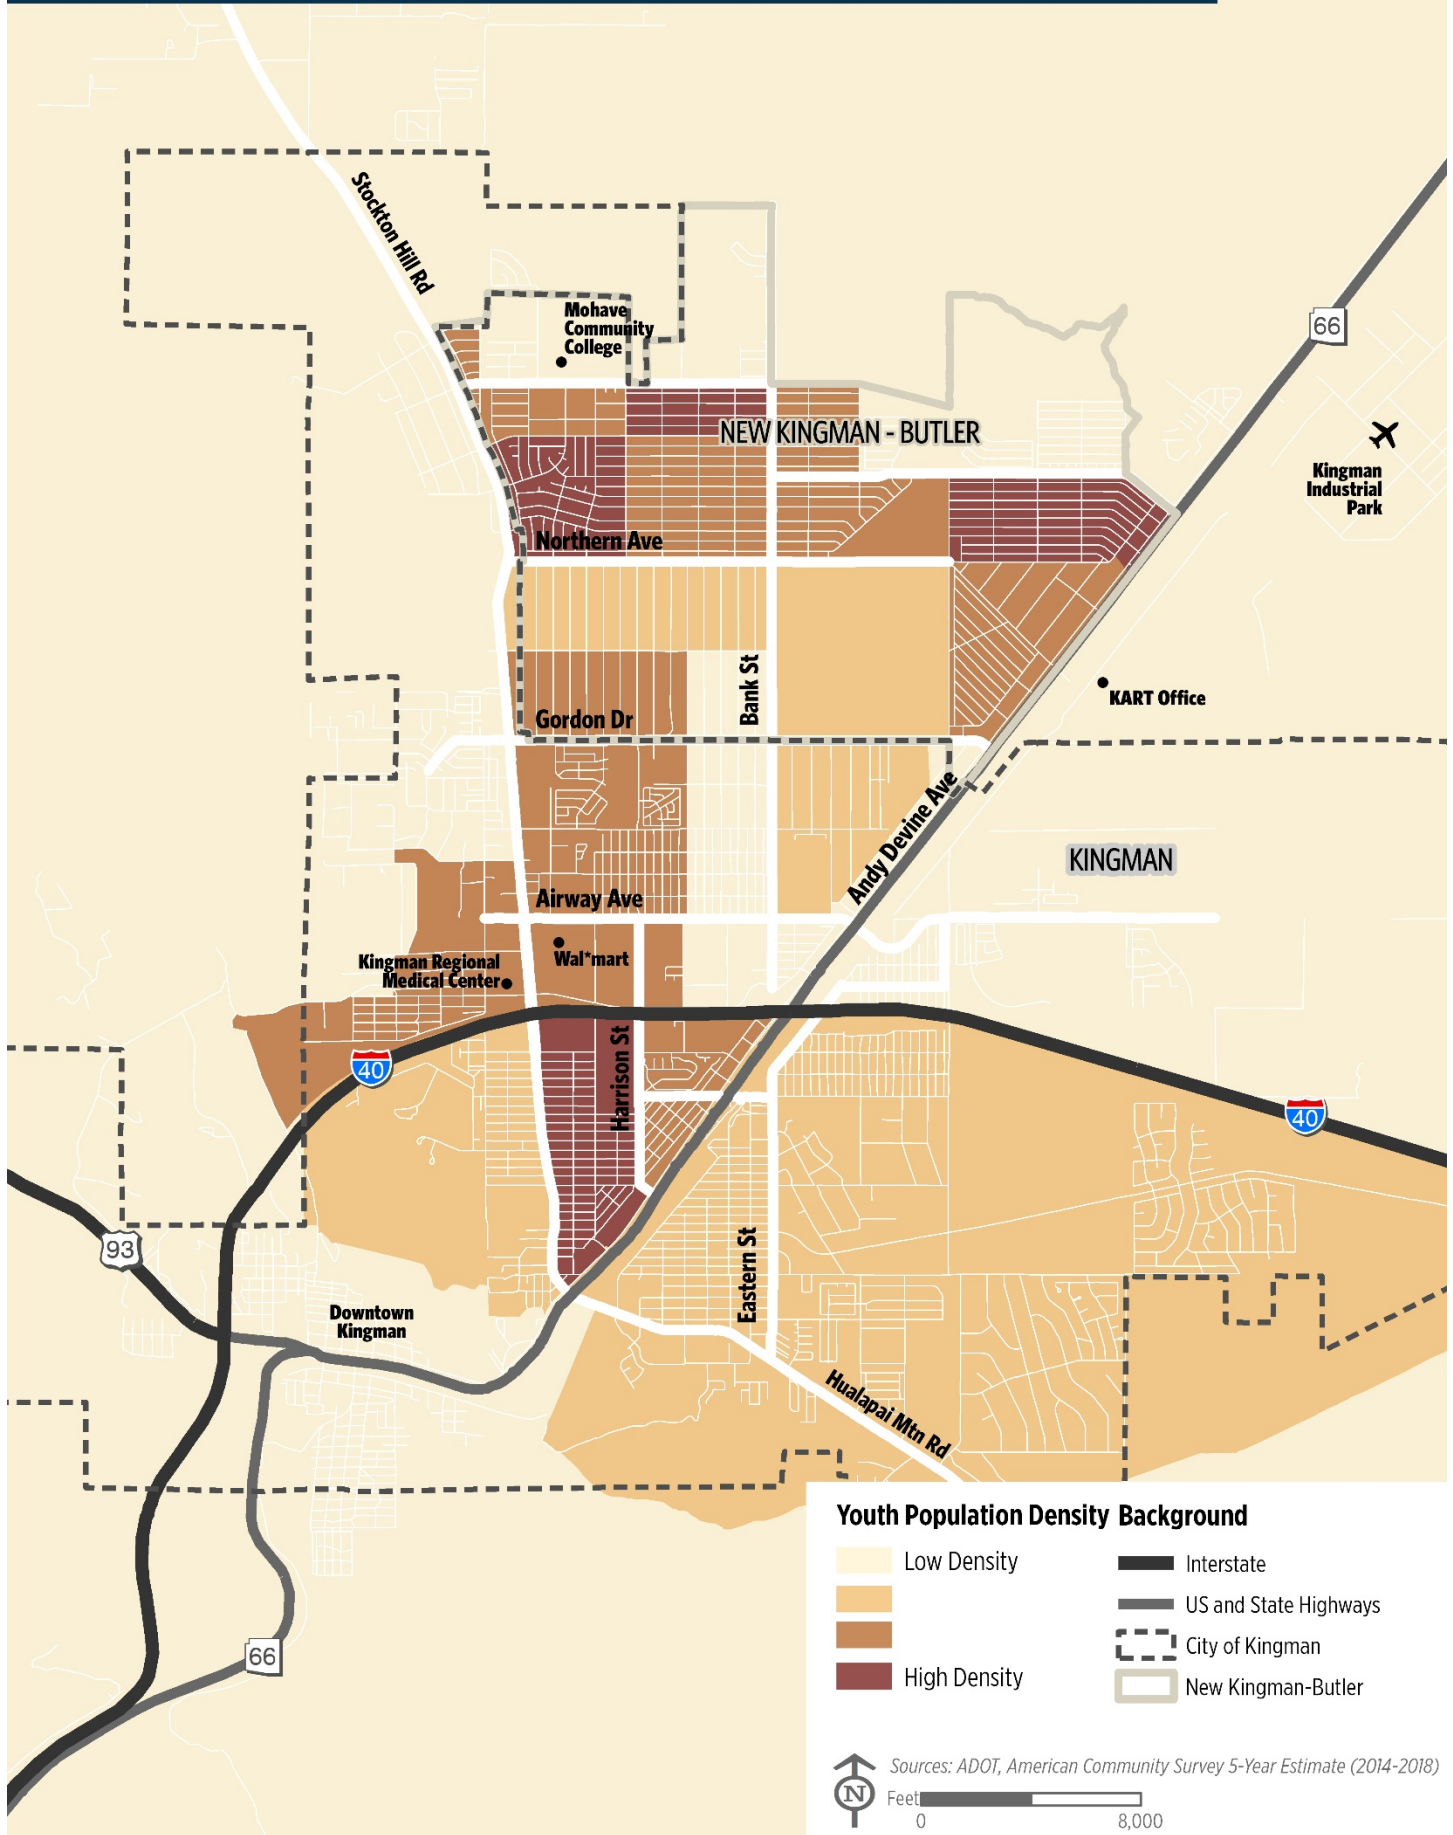 Stockton Hill Rd
Mohave
Community
College
66
NEW KINGMAN - BUTLER
Kingman
Industrial
Park
Northern Ave
Bank St
KART Office
Gordon Dr
Andy Devine Ave
KINGMAN
Airway Ave
Wal*mart
Kingman Regional
Medical Center
Harrison St
40
40
93
Eastern St
Downtown
Kingman
Hualapai Mtn Rd
66
Youth Population Density
Low Density
High Density
Background
Interstate
US and State Highways
City of Kingman
New Kingman-Butler
Sources: ADOT, American Community Survey 5-Year Estimate (2014-2018)
N
Feet
0
8,000